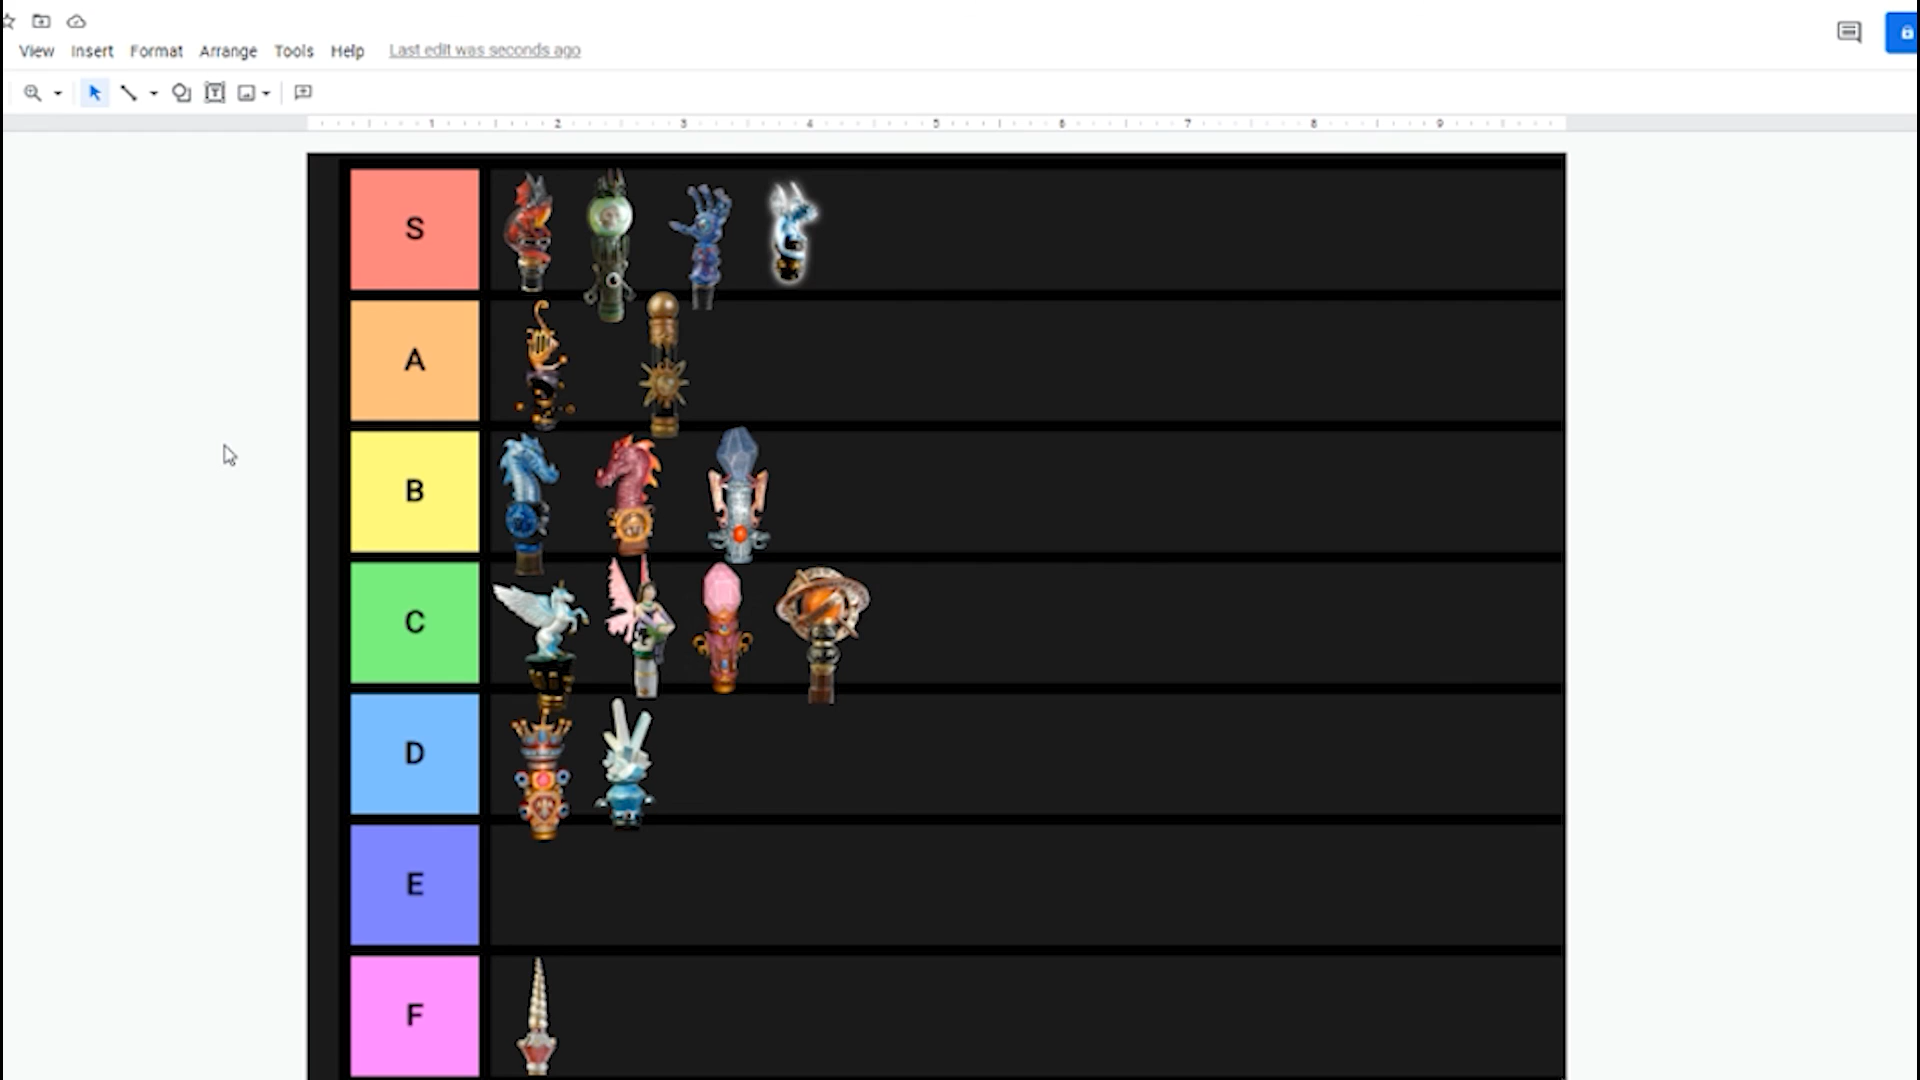 View Insert Format Arrange Tools Help Last edit was seconds ago
1 2 3 4 5 6 7 8 9
S
A
B
C
D
E
F